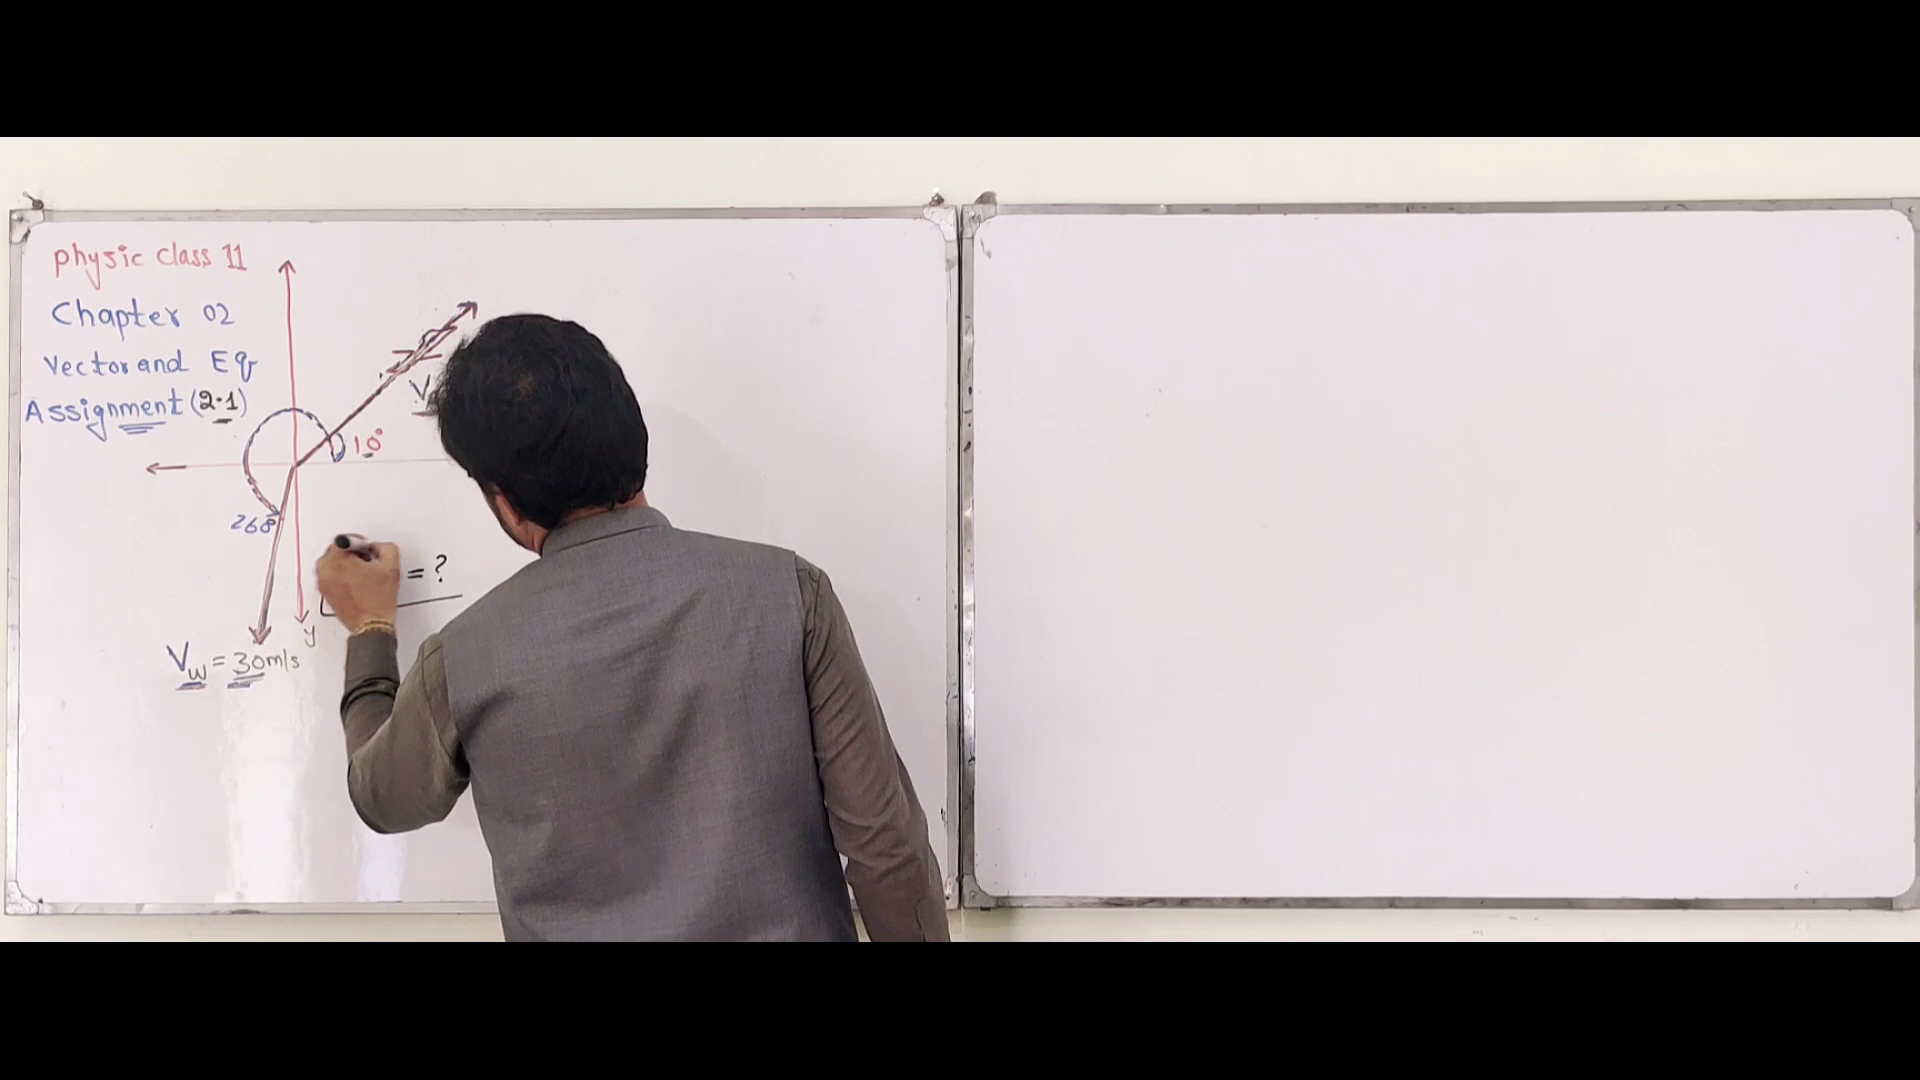 physic class 11
Chapter 02
Vector and Eq
Assignment (2.1)
V
10°
268°
= ?
y
Vw = 30m/s